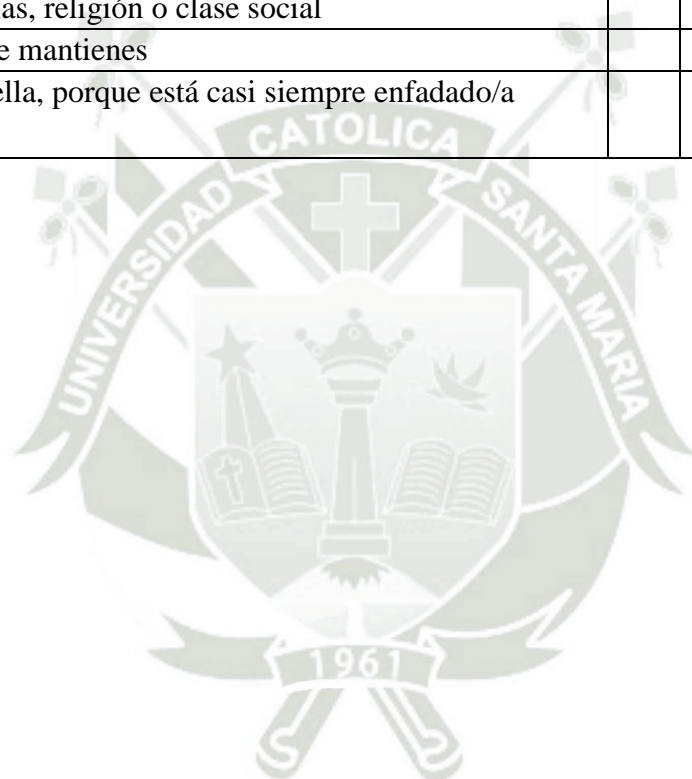 as, religión o clase social
e mantienes
ella, porque está casi siempre enfadado/a
UNIVERSIDAD CATOLICA SANTA MARIA
1961